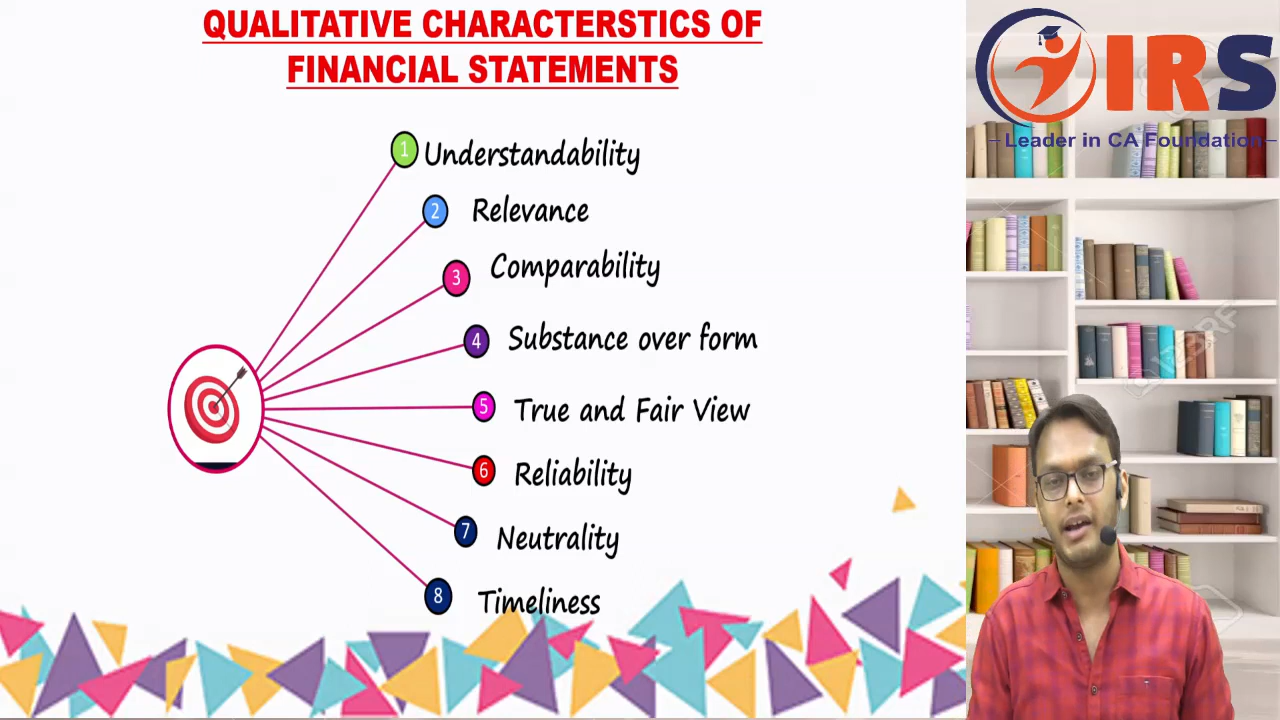 QUALITATIVE CHARACTERSTICS OF
FINANCIAL STATEMENTS
1 Understandability
2 Relevance
3 Comparability
4 Substance over form
5 True and Fair View
6 Reliability
7 Neutrality
8 Timeliness
IRS
-Leader in CA Foundation-
123RF